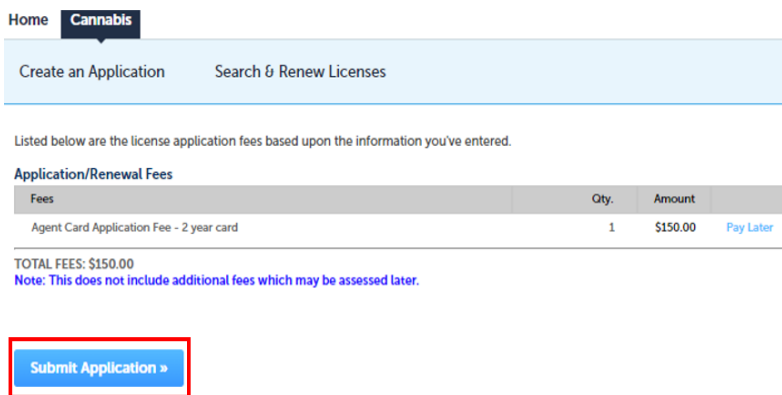 Home Cannabis
Create an Application Search & Renew Licenses
Listed below are the license application fees based upon the information you've entered.
Application/Renewal Fees
Fees Qty. Amount
Agent Card Application Fee - 2 year card 1 $150.00 Pay Later
TOTAL FEES: $150.00
Note: This does not include additional fees which may be assessed later.
Submit Application »